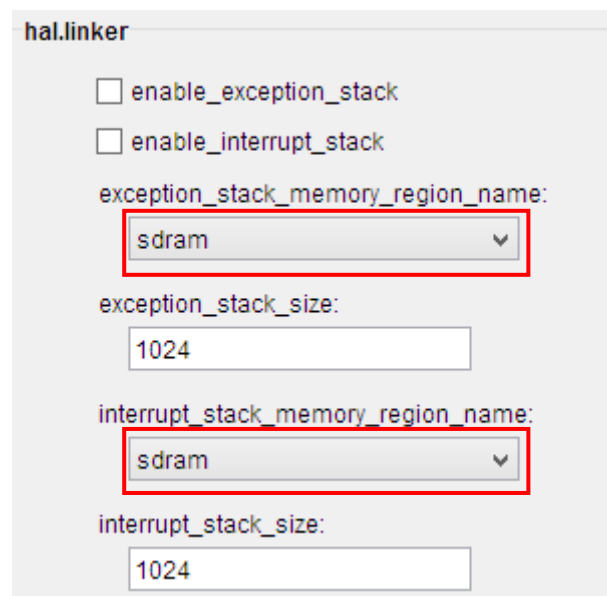 hal.linker
enable_exception_stack
enable_interrupt_stack
exception_stack_memory_region_name:
sdram
exception_stack_size:
1024
interrupt_stack_memory_region_name:
sdram
interrupt_stack_size:
1024